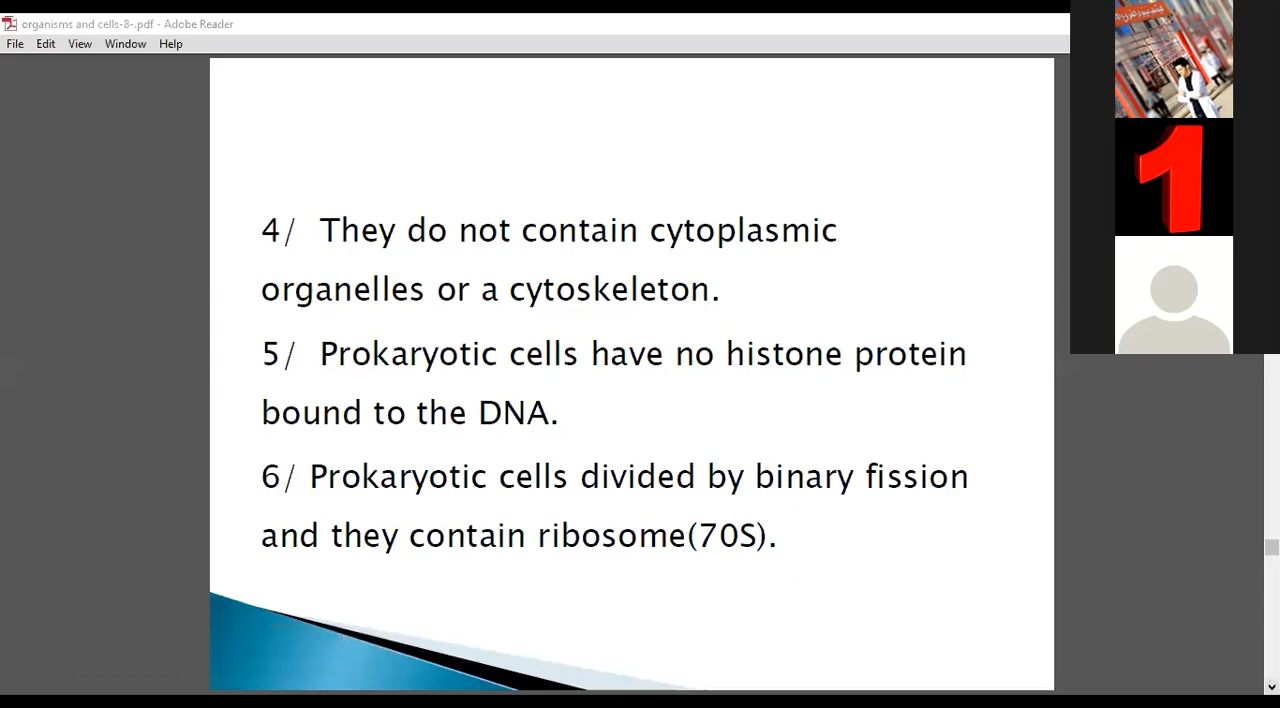 organisms and cells-8-.pdf - Adobe Reader
File Edit View Window Help
4/ They do not contain cytoplasmic
organelles or a cytoskeleton.
5/ Prokaryotic cells have no histone protein
bound to the DNA.
6/ Prokaryotic cells divided by binary fission
and they contain ribosome(70S).
1